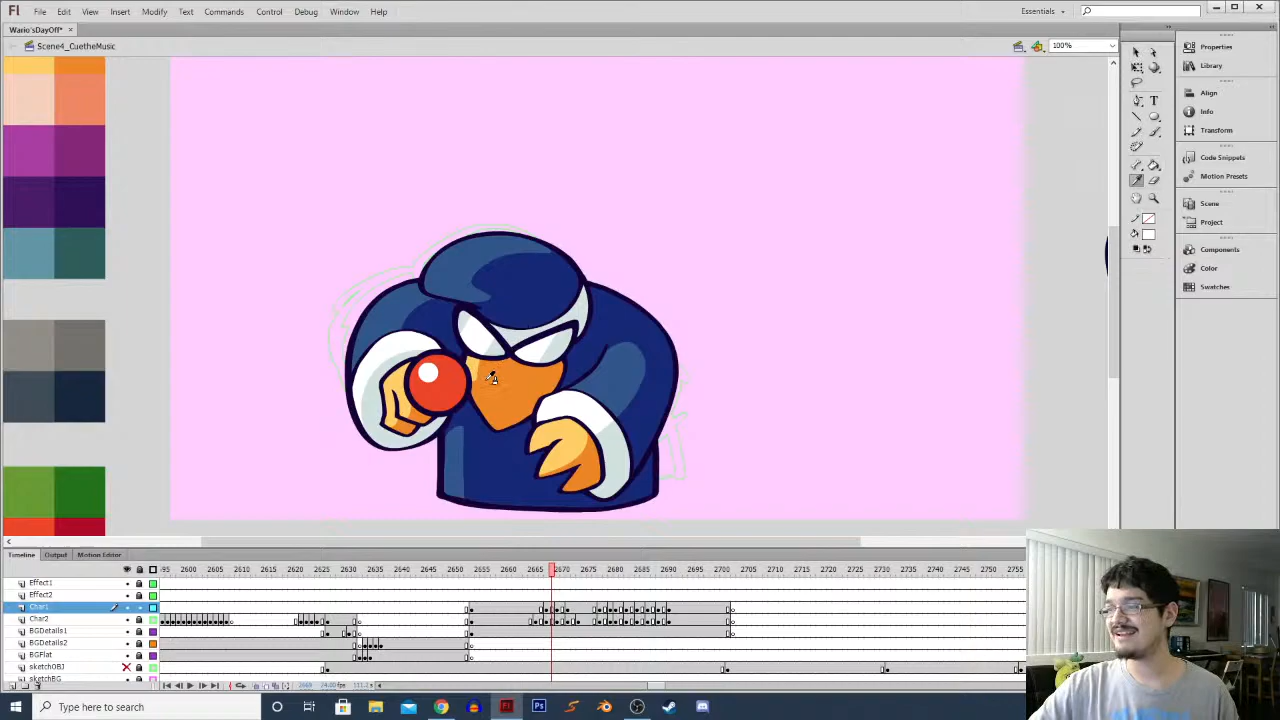 Fl File Edit View Insert Modify Text Commands Control Debug Window Help Essentials
Wario'sDayOff* ×
Scene4_CuetheMusic 100%
Properties
Library
Align
Info
Transform
Code Snippets
Motion Presets
Scene
Project
Components
Color
Swatches
Timeline Output Motion Editor
2600 2605 2610 2615 2620 2625 2630 2635 2640 2645 2650 2655 2660 2665 2670 2675 2680 2685 2690 2695 2700 2705 2710 2715 2720 2725 2730 2735 2740 2745 2750 2755
Effect1
Effect2
Char1
Char2
BGDetails1
BGDetails2
BGFlat
sketchOBJ
sketchBG
Type here to search